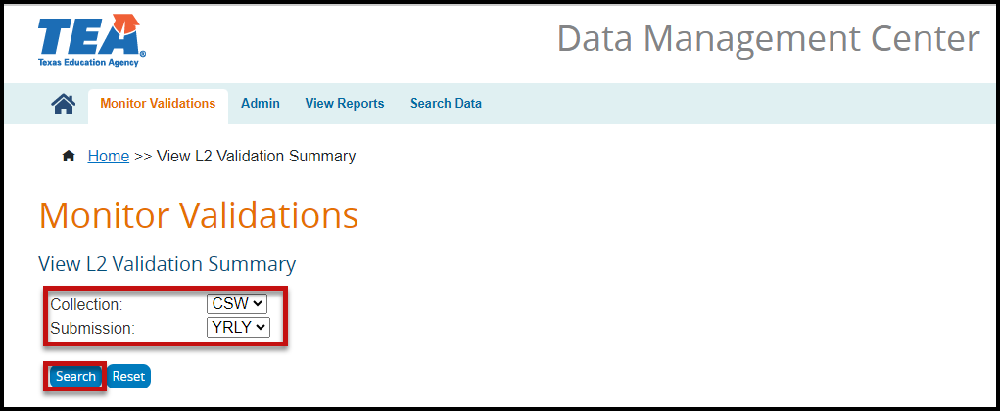 TEA®
Texas Education Agency
Data Management Center
Monitor Validations Admin View Reports Search Data
Home >> View L2 Validation Summary
Monitor Validations
View L2 Validation Summary
Collection: CSW
Submission: YRLY
Search Reset